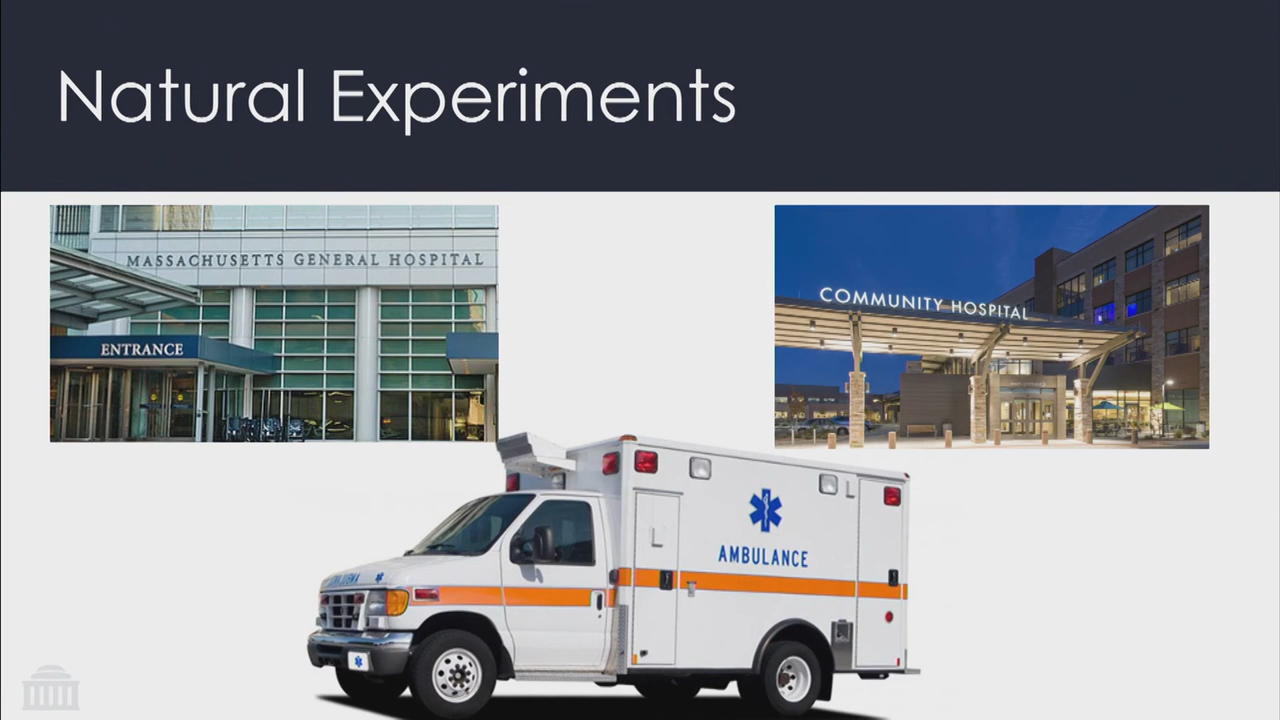 Natural Experiments
MASSACHUSETTS GENERAL HOSPITAL
ENTRANCE
COMMUNITY HOSPITAL
AMBULANCE